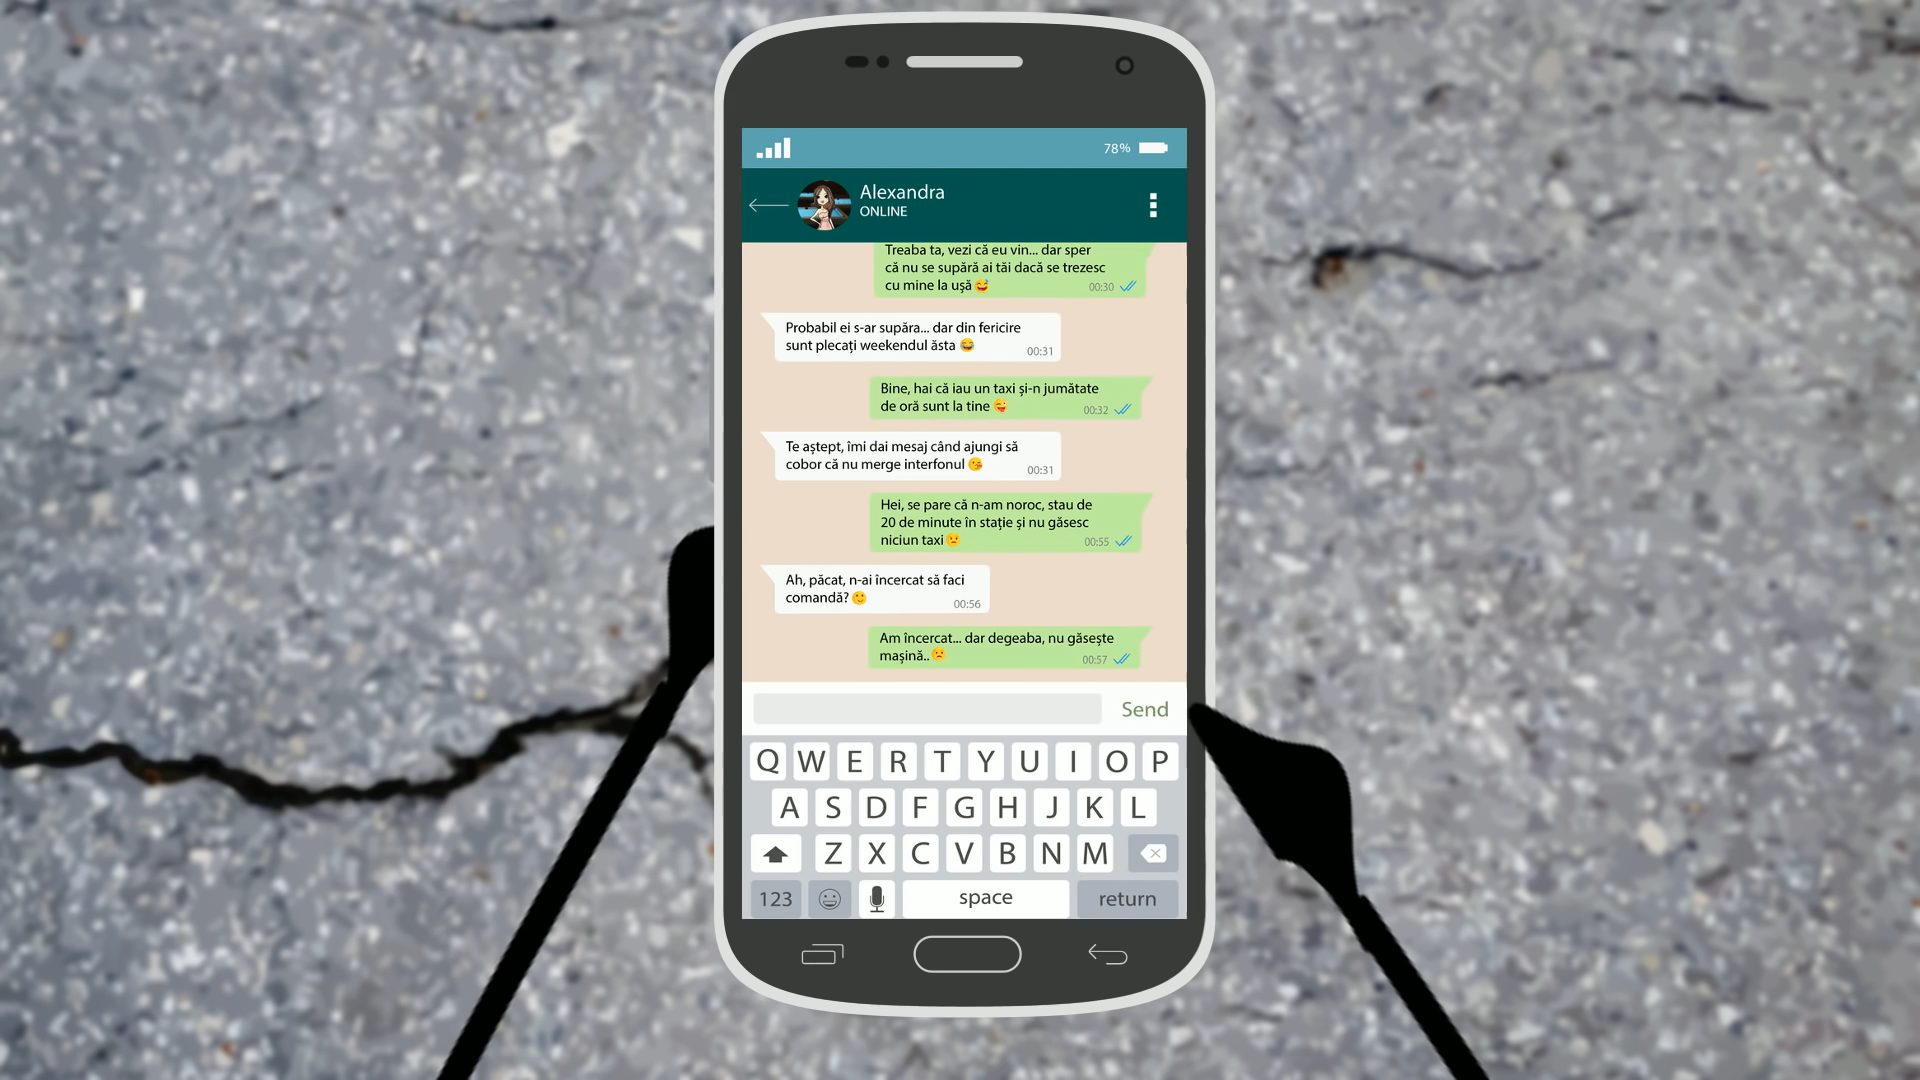 78%
Alexandra
ONLINE
Treaba ta, vezi că eu vin... dar sper
că nu se supără ai tăi dacă se trezesc
cu mine la ușă😅
00:30
Probabil ei s-ar supăra... dar din fericire
sunt plecați weekendul ăsta 😂
00:31
Bine, hai că iau un taxi și-n jumătate
de oră sunt la tine 😜
00:32
Te aștept, îmi dai mesaj când ajungi să
cobor că nu merge interfonul 😘
00:31
Hei, se pare că n-am noroc, stau de
20 de minute în stație și nu găsesc
niciun taxi😟
00:55
Ah, păcat, n-ai încercat să faci
comandă?🙂
00:56
Am încercat... dar degeaba, nu găsește
mașină..😟
00:57
Send
Q W E R T Y U I O P
A S D F G H J K L
Z X C V B N M
123 space return